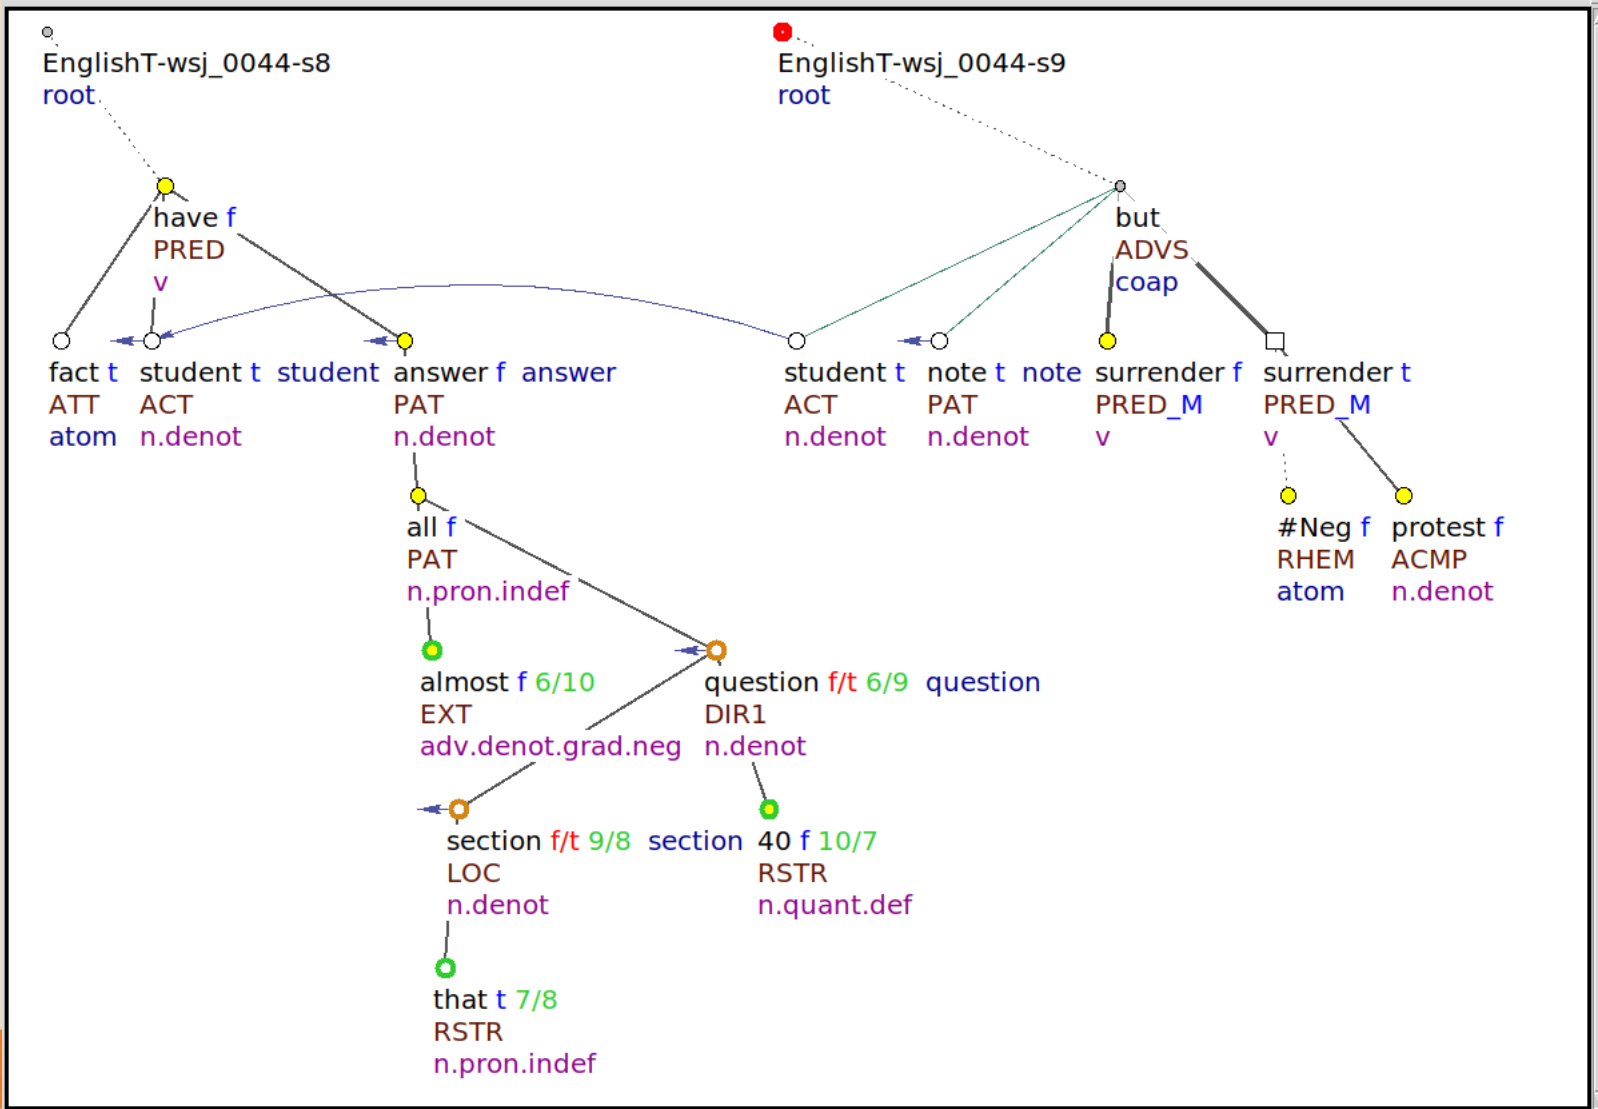 EnglishT-wsj_0044-s8 EnglishT-wsj_0044-s9
root root
have f but
PRED ADVS
v coap
fact t student t student answer f answer student t note t note surrender f surrender t
ATT ACT PAT ACT PAT PRED_M PRED_M
atom n.denot n.denot n.denot n.denot v v
all f #Neg f protest f
PAT RHEM ACMP
n.pron.indef atom n.denot
almost f 6/10 question f/t 6/9 question
EXT DIR1
adv.denot.grad.neg n.denot
section f/t 9/8 section 40 f 10/7
LOC RSTR
n.denot n.quant.def
that t 7/8
RSTR
n.pron.indef